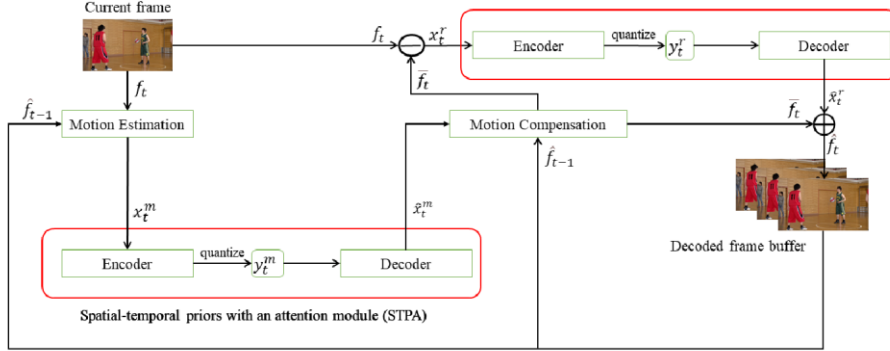 Current frame
f_t
x_t^r
Encoder
quantize
y_t^r
Decoder
f_t
f̄_t
x̂_t^r
f̂_{t-1}
Motion Estimation
Motion Compensation
f̄_t
f̂_t
f̂_{t-1}
x_t^m
x̂_t^m
Encoder
quantize
y_t^m
Decoder
Decoded frame buffer
Spatial-temporal priors with an attention module (STPA)